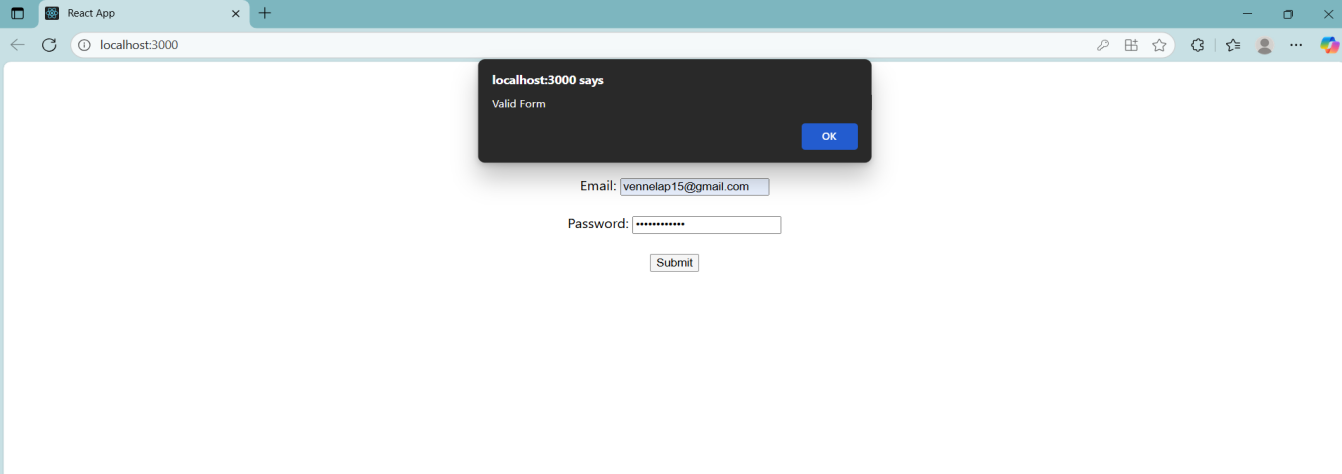 React App
localhost:3000
localhost:3000 says
Valid Form
OK
Email: vennelap15@gmail.com
Password: ••••••••••••
Submit